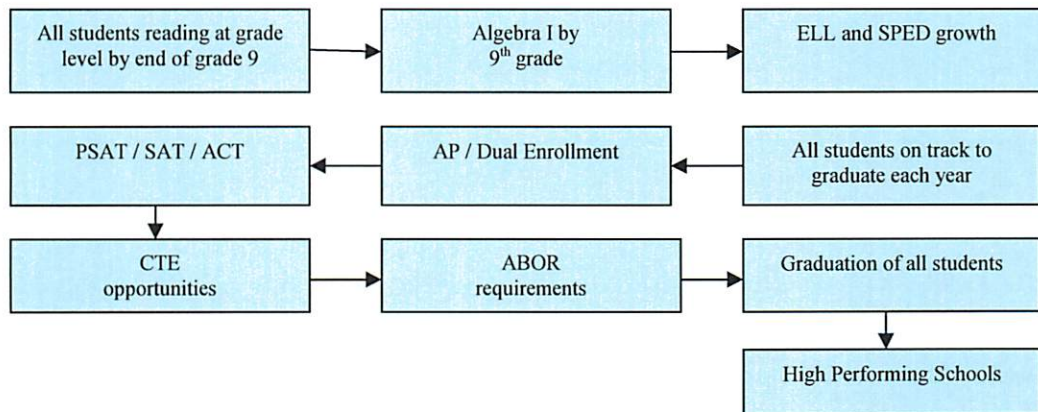 All students reading at grade
level by end of grade 9
Algebra I by
9th grade
ELL and SPED growth
PSAT / SAT / ACT
AP / Dual Enrollment
All students on track to
graduate each year
CTE
opportunities
ABOR
requirements
Graduation of all students
High Performing Schools